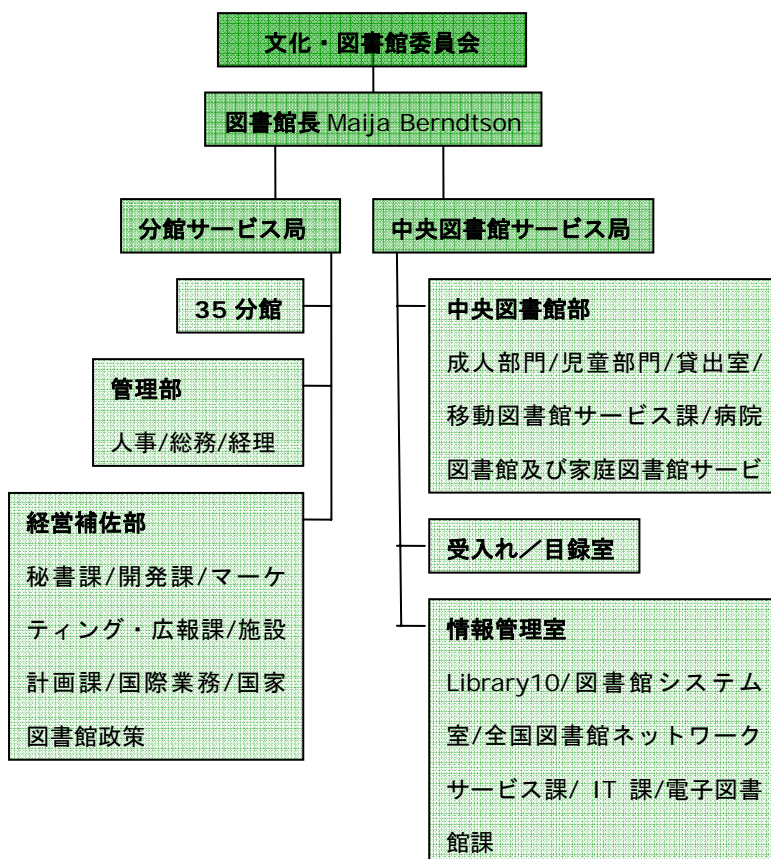 文化・図書館委員会
図書館長 Maija Berndtson
分館サービス局
中央図書館サービス局
35 分館
管理部
人事/総務/経理
経営補佐部
秘書課/開発課/マーケ
ティング・広報課/施設
計画課/国際業務/国家
図書館政策
中央図書館部
成人部門/児童部門/貸出室/
移動図書館サービス課/病院
図書館及び家庭図書館サービ
受入れ／目録室
情報管理室
Library10/図書館システム
室/全国図書館ネットワーク
サービス課/ IT 課/電子図書
館課